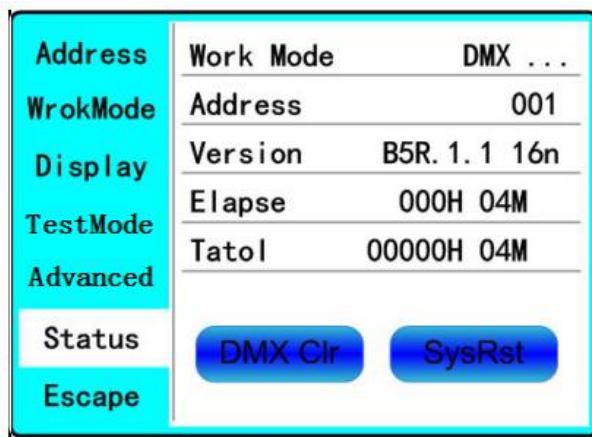 Address
WrokMode
Display
TestMode
Advanced
Status
Escape
Work Mode DMX ...
Address 001
Version B5R.1.1 16n
Elapse 000H 04M
Tatol 00000H 04M
DMX Clr SysRst